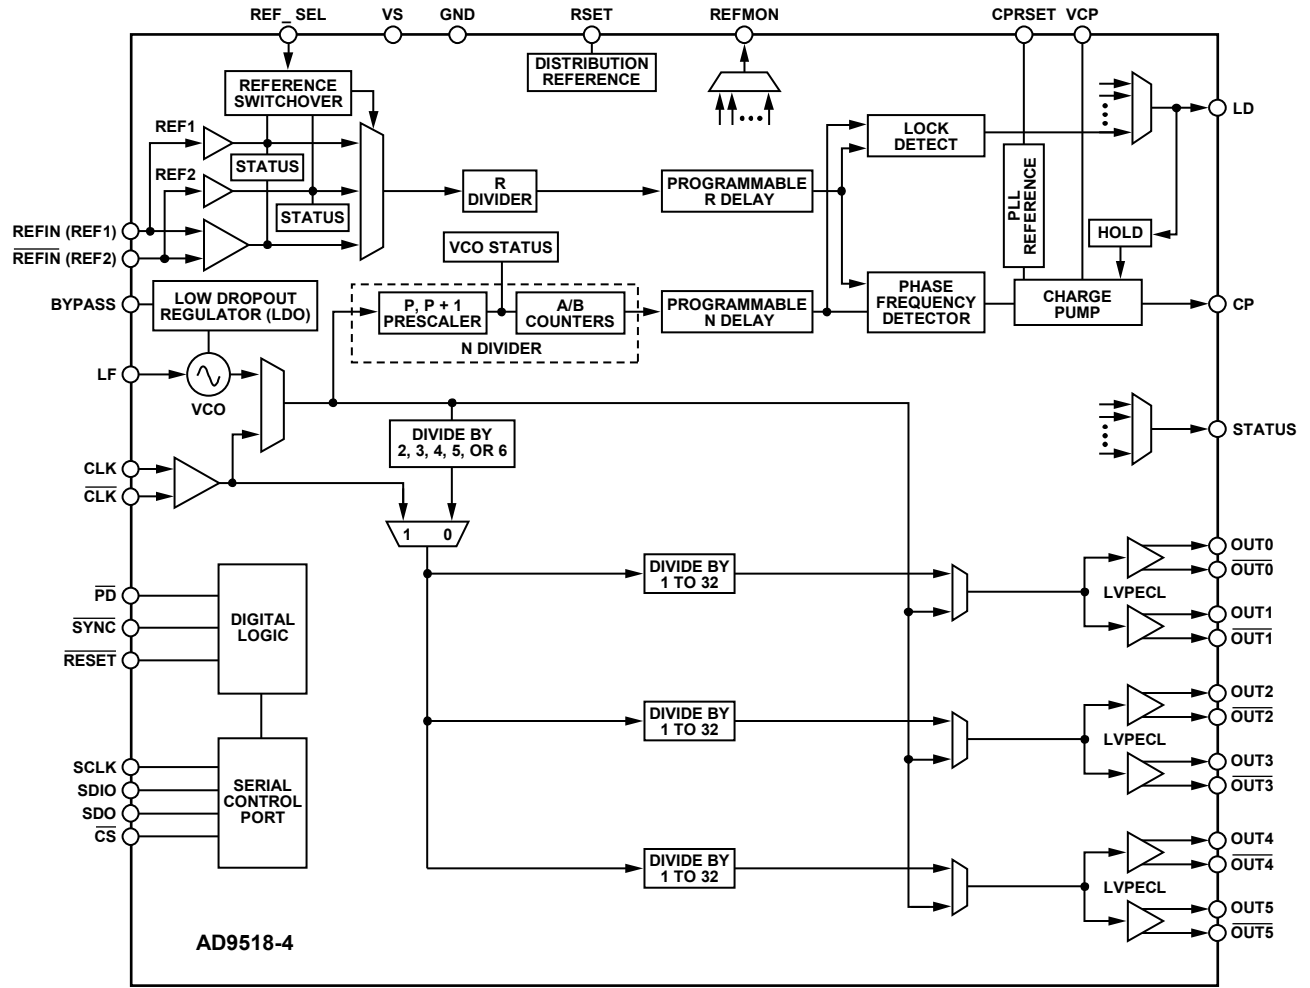 REF_ SEL
VS
GND
RSET
REFMON
CPRSET
VCP
DISTRIBUTION
REFERENCE
REFERENCE
SWITCHOVER
REF1
STATUS
REF2
STATUS
REFIN (REF1)
REFIN (REF2)
BYPASS
LOW DROPOUT
REGULATOR (LDO)
LF
VCO
R
DIVIDER
PROGRAMMABLE
R DELAY
LOCK
DETECT
LD
PLL
REFERENCE
HOLD
VCO STATUS
P, P + 1
PRESCALER
A/B
COUNTERS
N DIVIDER
PROGRAMMABLE
N DELAY
PHASE
FREQUENCY
DETECTOR
CHARGE
PUMP
CP
STATUS
DIVIDE BY
2, 3, 4, 5, OR 6
CLK
CLK
1
0
PD
SYNC
RESET
DIGITAL
LOGIC
SCLK
SDIO
SDO
CS
SERIAL
CONTROL
PORT
DIVIDE BY
1 TO 32
LVPECL
OUT0
OUT0
OUT1
OUT1
DIVIDE BY
1 TO 32
LVPECL
OUT2
OUT2
OUT3
OUT3
DIVIDE BY
1 TO 32
LVPECL
OUT4
OUT4
OUT5
OUT5
AD9518-4